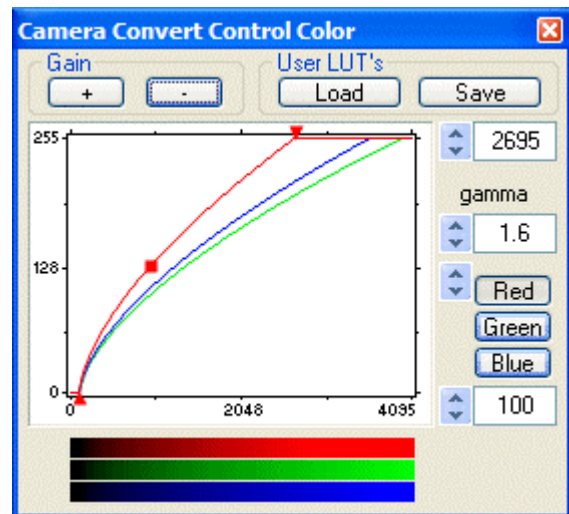 Camera Convert Control Color
Gain
User LUT's
+
-
Load
Save
255
2695
gamma
1.6
128
Red
Green
Blue
0
0
2048
4095
100